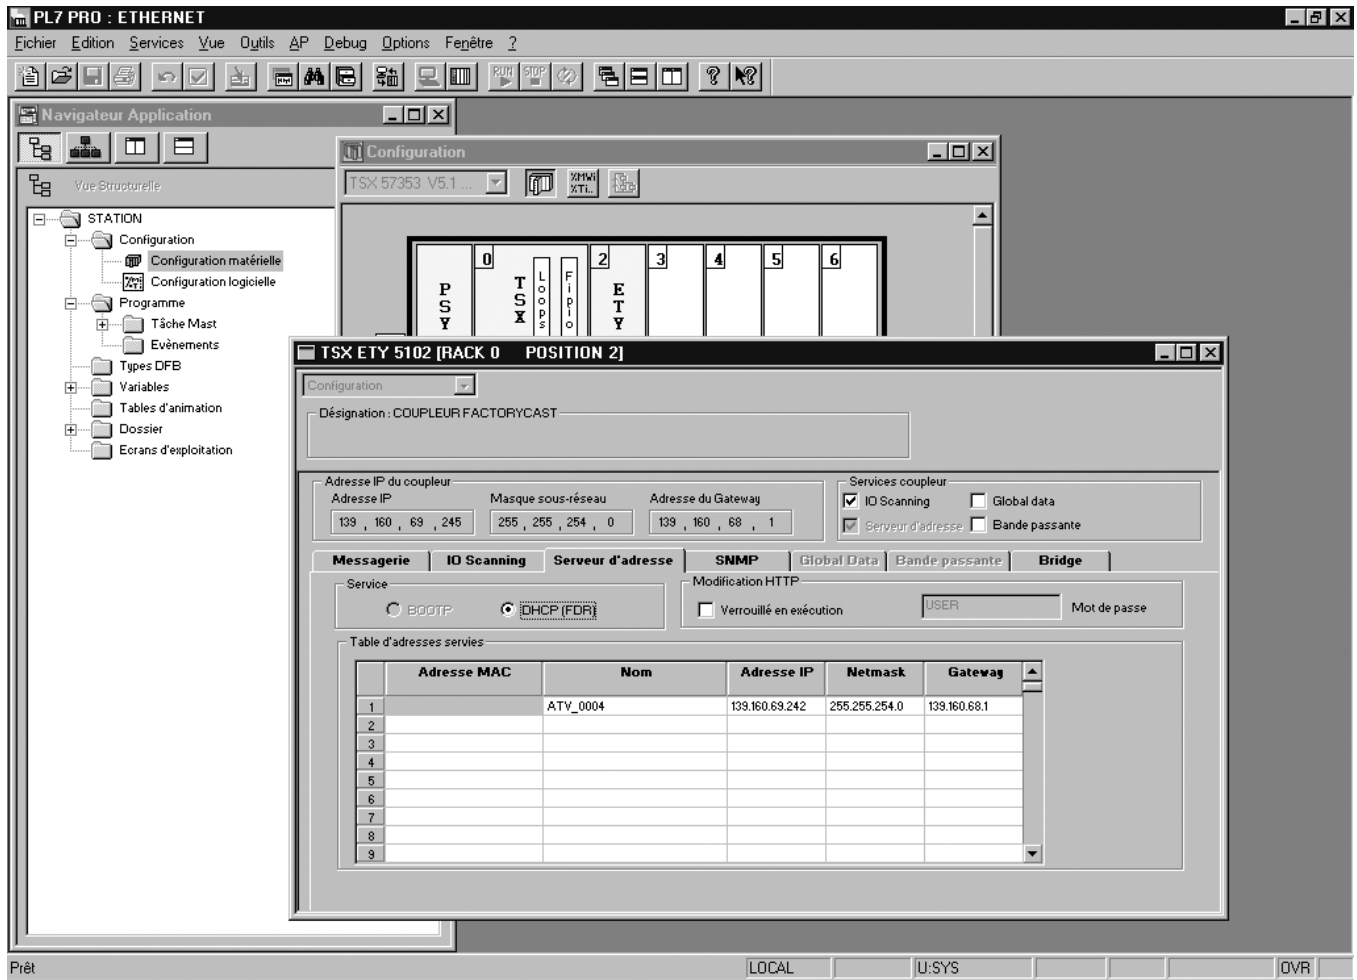 PL7 PRO : ETHERNET
Fichier Edition Services Vue Outils AP Debug Options Fenêtre ?
RUN STOP
Navigateur Application
Configuration
TSX 57353 V5.1 ...
%MWi
%Ti..
Vue Structurelle
STATION
Configuration
Configuration matérielle
Configuration logicielle
Programme
Tâche Mast
Evènements
Types DFB
Variables
Tables d'animation
Dossier
Ecrans d'exploitation
0 2 3 4 5 6
PSY TSX Loops Fipio ETY
TSX ETY 5102 [RACK 0 POSITION 2]
Configuration
Désignation : COUPLEUR FACTORYCAST
Adresse IP du coupleur
Adresse IP Masque sous-réseau Adresse du Gateway
139 , 160 , 69 , 245 255 , 255 , 254 , 0 139 , 160 , 68 , 1
Services coupleur
IO Scanning Global data
Serveur d'adresse Bande passante
Messagerie IO Scanning Serveur d'adresse SNMP Global Data Bande passante Bridge
Service
BOOTP DHCP (FDR)
Modification HTTP
Verrouillé en exécution USER Mot de passe
Table d'adresses servies
Adresse MAC Nom Adresse IP Netmask Gateway
1 ATV_0004 139.160.69.242 255.255.254.0 139.160.68.1
2
3
4
5
6
7
8
9
Prêt LOCAL U:SYS OVR